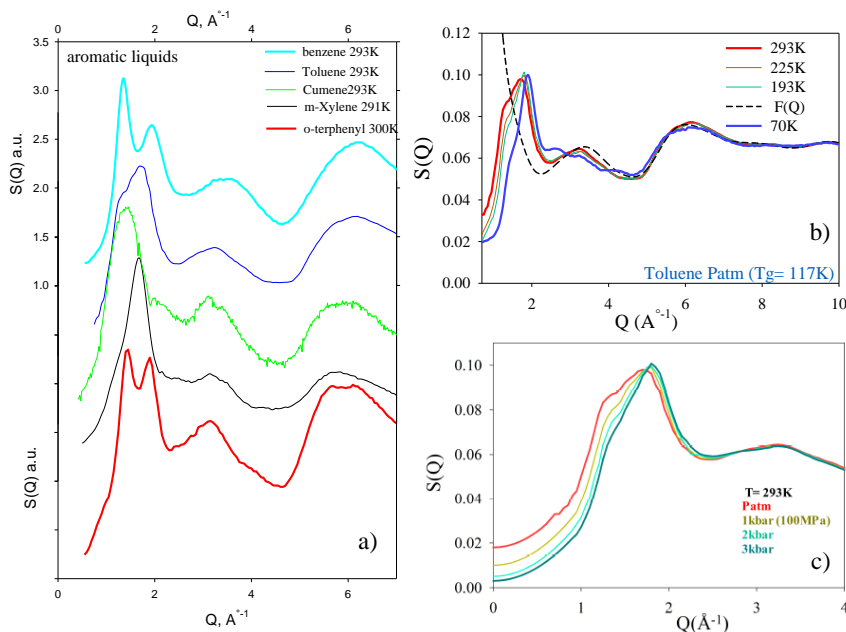 Q, A°-1
0 2 4 6
3.5
3.0
2.5
2.0
1.5
1.0
S(Q) a.u.
S(Q) a.u.
aromatic liquids
benzene 293K
Toluene 293K
Cumene293K
m-Xylene 291K
o-terphenyl 300K
a)
0 2 4 6
Q, A°-1
0.12
0.10
0.08
0.06
0.04
0.02
0.00
S(Q)
293K
225K
193K
F(Q)
70K
b)
Toluene Patm (Tg= 117K)
2 4 6 8 10
Q (A°-1)
0.10
0.08
0.06
0.04
0.02
0.00
S(Q)
T= 293K
Patm
1kbar (100MPa)
2kbar
3kbar
c)
0 1 2 3 4
Q(Å-1)